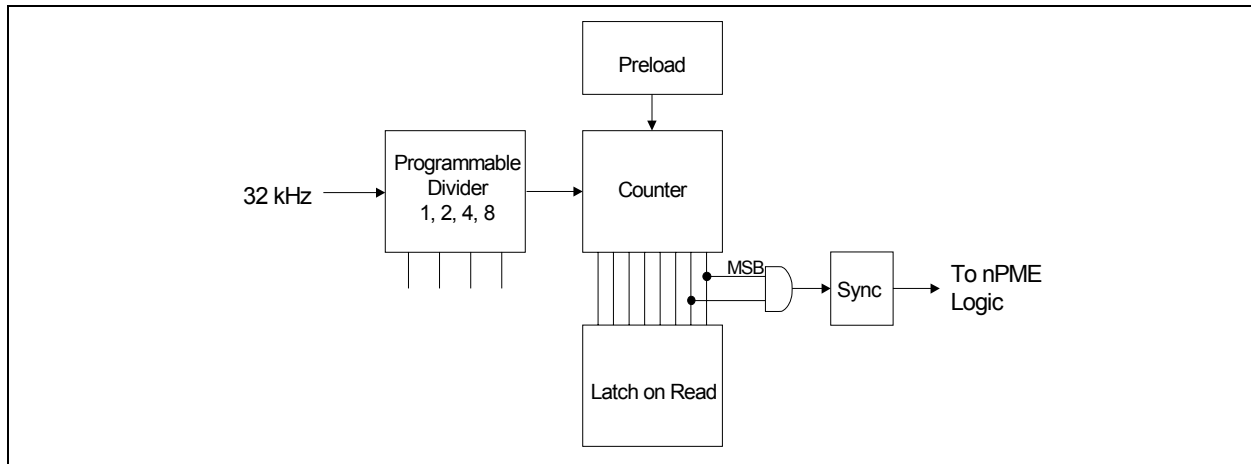 Preload
Programmable
Divider
1, 2, 4, 8
32 kHz
Counter
MSB
Sync
To nPME
Logic
Latch on Read